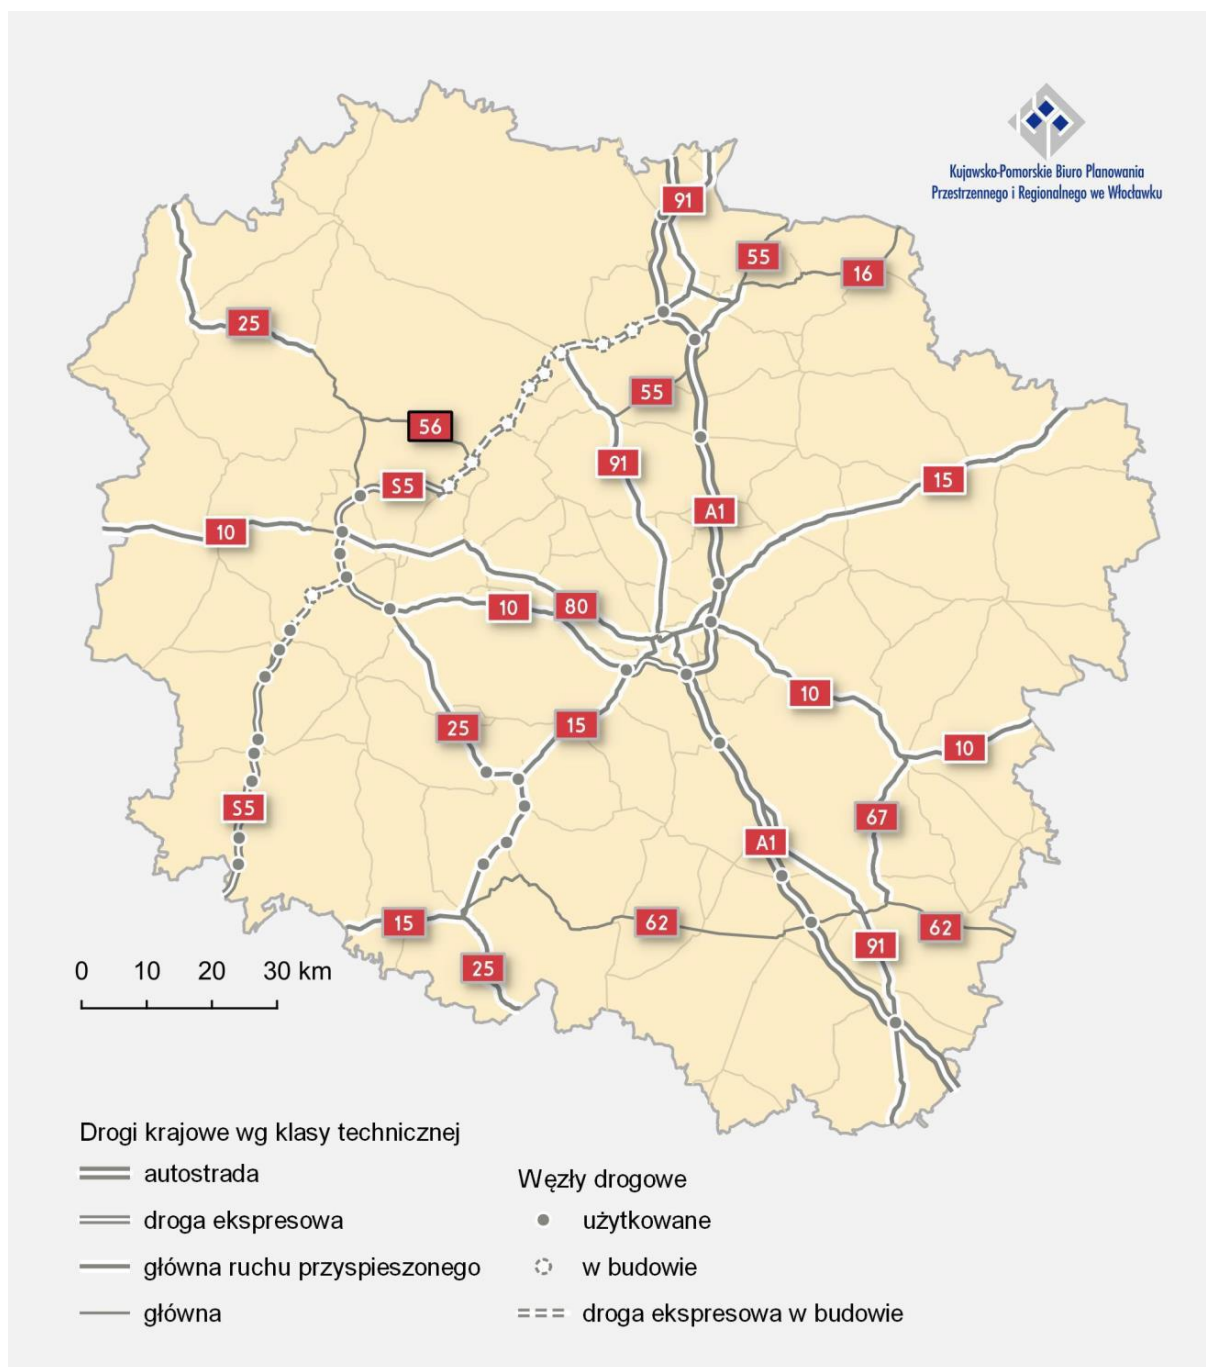 Kujawsko-Pomorskie Biuro Planowania
Przestrzennego i Regionalnego we Włocławku
91
55
16
25
55
56
91
S5
15
A1
10
10
80
10
25
15
10
S5
67
A1
15
62
62
91
25
0 10 20 30 km
Drogi krajowe wg klasy technicznej
autostrada
droga ekspresowa
główna ruchu przyspieszonego
główna
Węzły drogowe
użytkowane
w budowie
droga ekspresowa w budowie